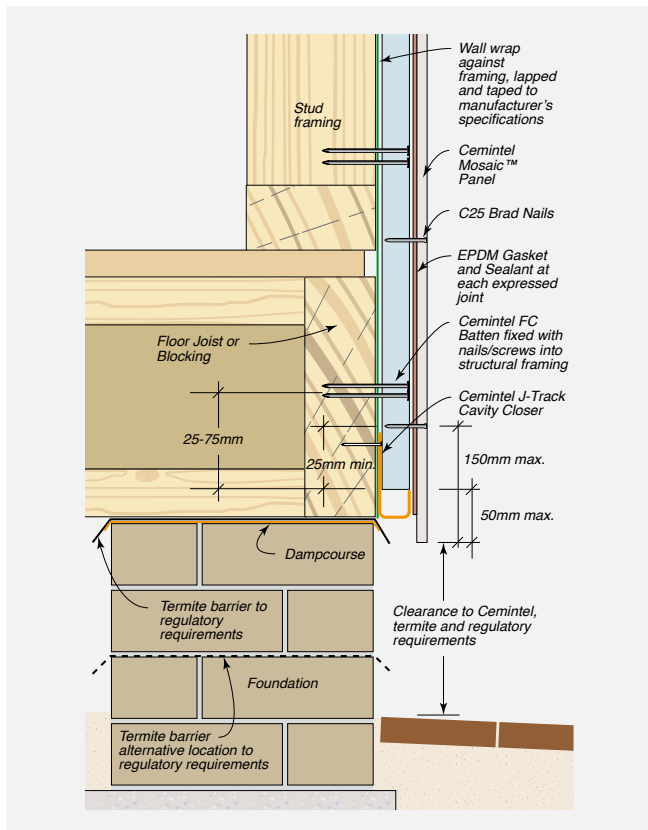 Wall wrap
against
framing, lapped
and taped to
manufacturer's
specifications
Stud
framing
Cemintel
Mosaic™
Panel
C25 Brad Nails
EPDM Gasket
and Sealant at
each expressed
joint
Floor Joist or
Blocking
Cemintel FC
Batten fixed with
nails/screws into
structural framing
Cemintel J-Track
Cavity Closer
25-75mm
25mm min.
150mm max.
50mm max.
Dampcourse
Termite barrier to
regulatory
requirements
Clearance to Cemintel,
termite and regulatory
requirements
Foundation
Termite barrier
alternative location to
regulatory requirements